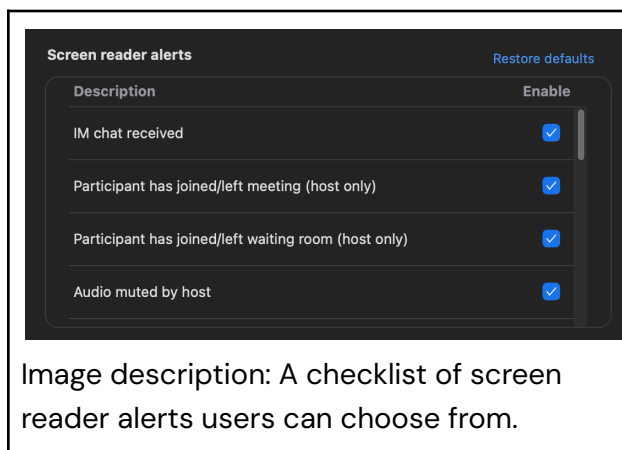 Screen reader alerts Restore defaults
Description Enable
IM chat received
Participant has joined/left meeting (host only)
Participant has joined/left waiting room (host only)
Audio muted by host
Image description: A checklist of screen
reader alerts users can choose from.